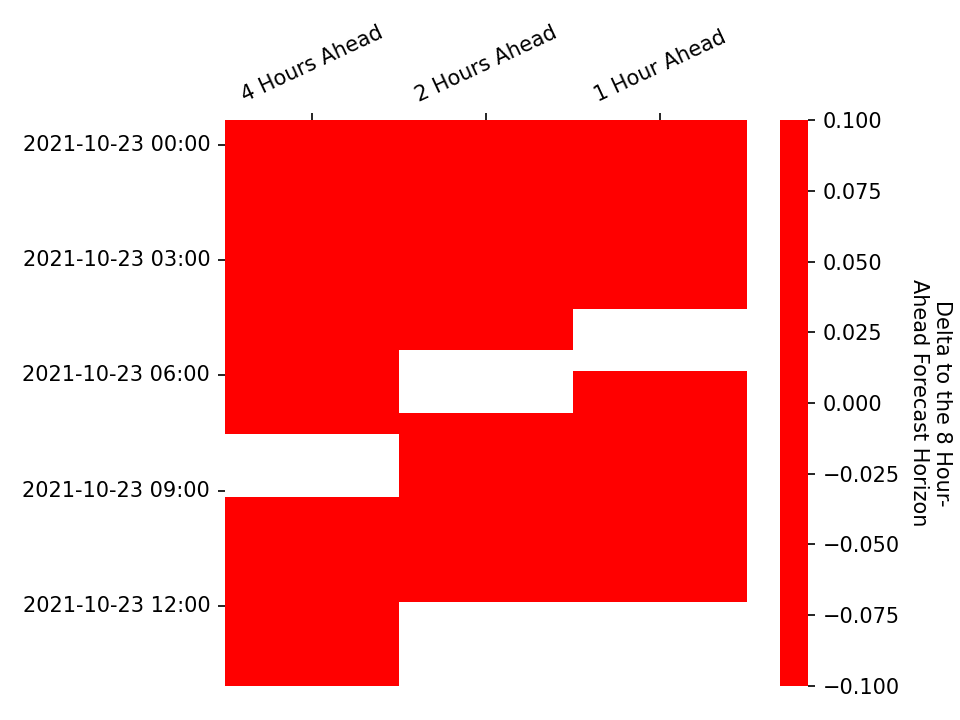 4 Hours Ahead
2 Hours Ahead
1 Hour Ahead
2021-10-23 00:00
2021-10-23 03:00
2021-10-23 06:00
2021-10-23 09:00
2021-10-23 12:00
0.100
0.075
0.050
0.025
0.000
−0.025
−0.050
−0.075
−0.100
Delta to the 8 Hour-
Ahead Forecast Horizon